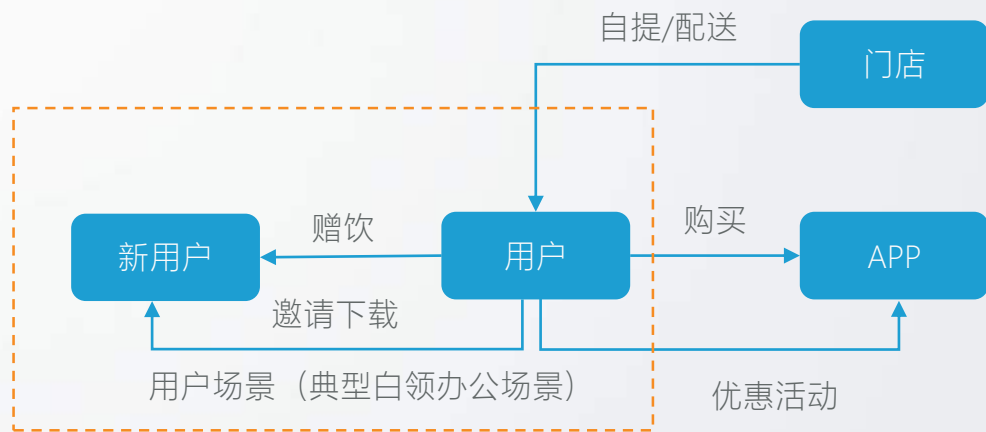 自提/配送
门店
新用户
赠饮
用户
购买
APP
邀请下载
用户场景（典型白领办公场景）
优惠活动